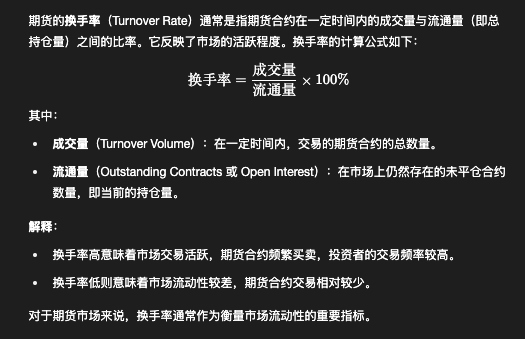 期货的换手率（Turnover Rate）通常是指期货合约在一定时间内的成交量与流通量（即总
持仓量）之间的比率。它反映了市场的活跃程度。换手率的计算公式如下：
换手率 = 成交量 / 流通量 × 100%
其中：
• 成交量（Turnover Volume）：在一定时间内，交易的期货合约的总数量。
• 流通量（Outstanding Contracts 或 Open Interest）：在市场上仍然存在的未平仓合约
数量，即当前的持仓量。
解释：
• 换手率高意味着市场交易活跃，期货合约频繁买卖，投资者的交易频率较高。
• 换手率低则意味着市场流动性较差，期货合约交易相对较少。
对于期货市场来说，换手率通常作为衡量市场流动性的重要指标。